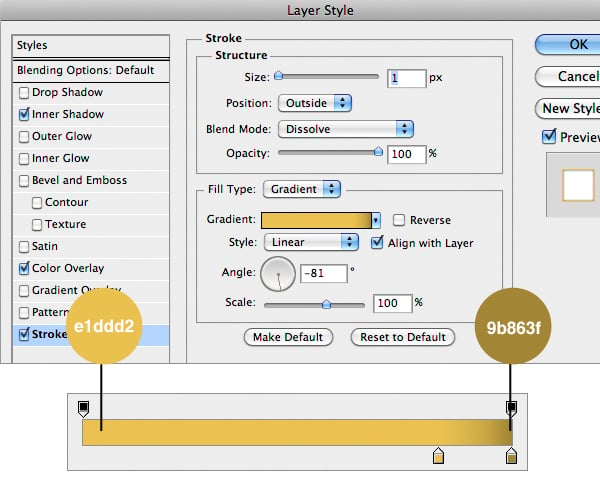 Layer Style
Styles
Blending Options: Default
Drop Shadow
Inner Shadow
Outer Glow
Inner Glow
Bevel and Emboss
Contour
Texture
Satin
Color Overlay
Gradient Overlay
Stroke
Stroke
Structure
Size: 1 px
Position: Outside
Blend Mode: Dissolve
Opacity: 100 %
Fill Type: Gradient
Gradient: Reverse
Style: Linear Align with Layer
Angle: -81 °
Scale: 100 %
Make Default Reset to Default
OK
Cancel
New Style
Preview
e1ddd2
9b863f